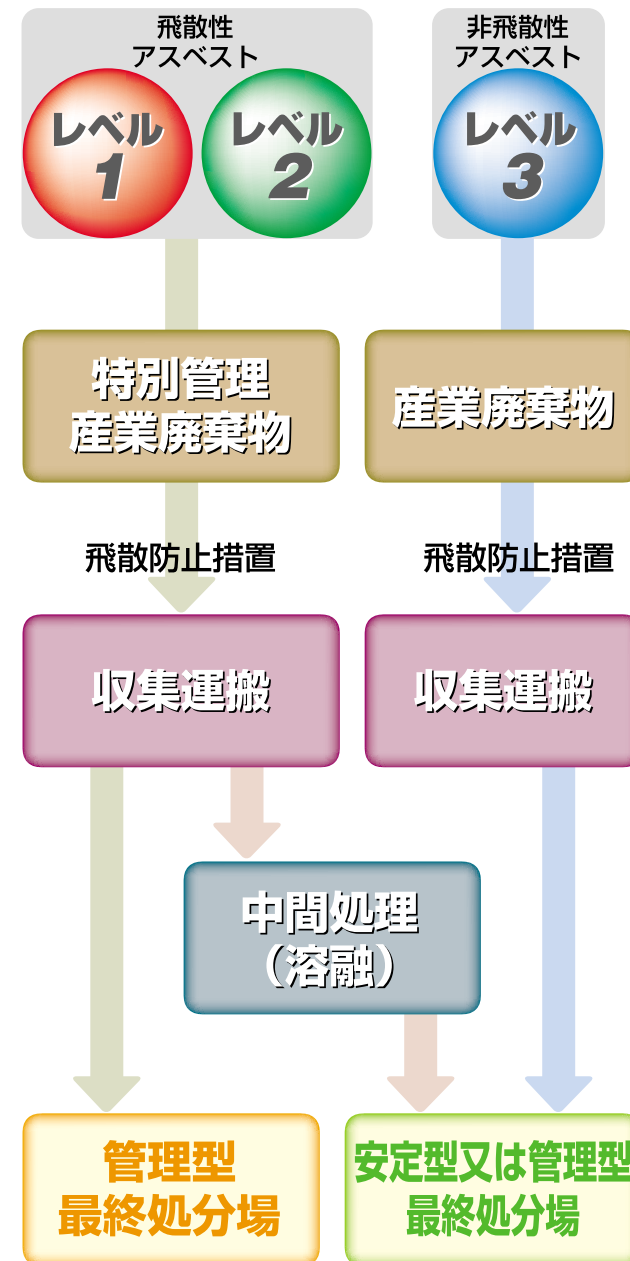 飛散性
アスベスト
レベル
1
レベル
2
非飛散性
アスベスト
レベル
3
特別管理
産業廃棄物
産業廃棄物
飛散防止措置
飛散防止措置
収集運搬
収集運搬
中間処理
（溶融）
管理型
最終処分場
安定型又は管理型
最終処分場